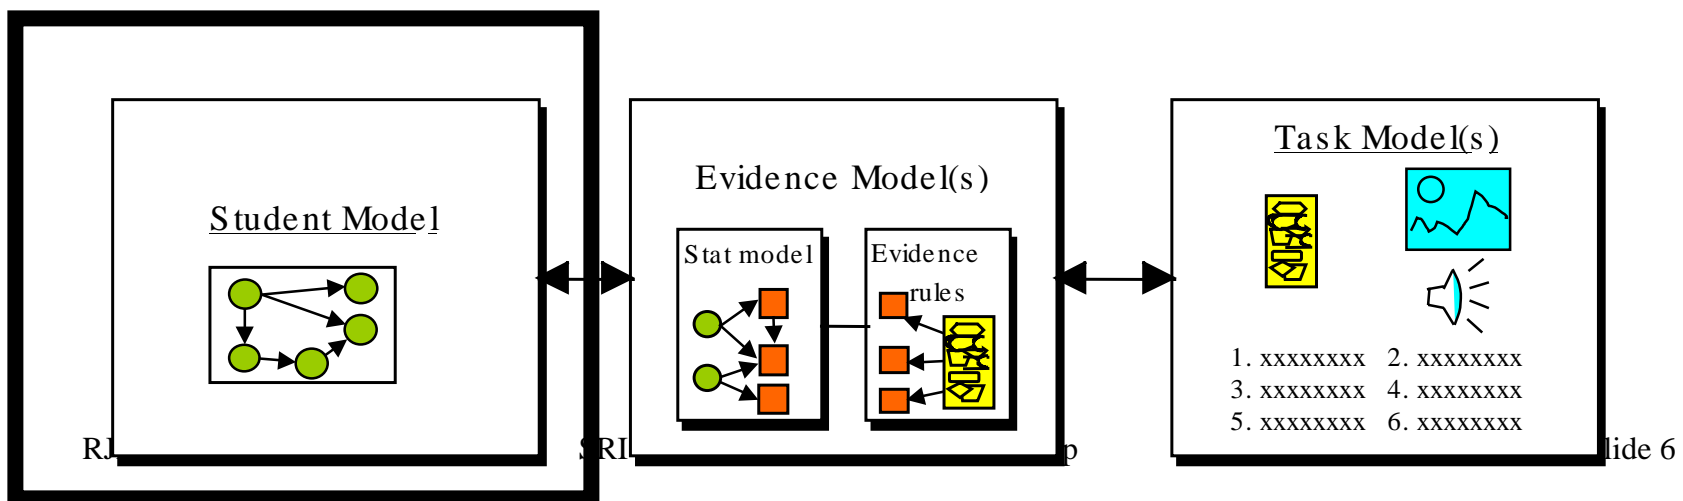 Student Model
Evidence Model(s)
Stat model
Evidence
rules
Task Model(s)
1. xxxxxxxx 2. xxxxxxxx
3. xxxxxxxx 4. xxxxxxxx
5. xxxxxxxx 6. xxxxxxxx
6